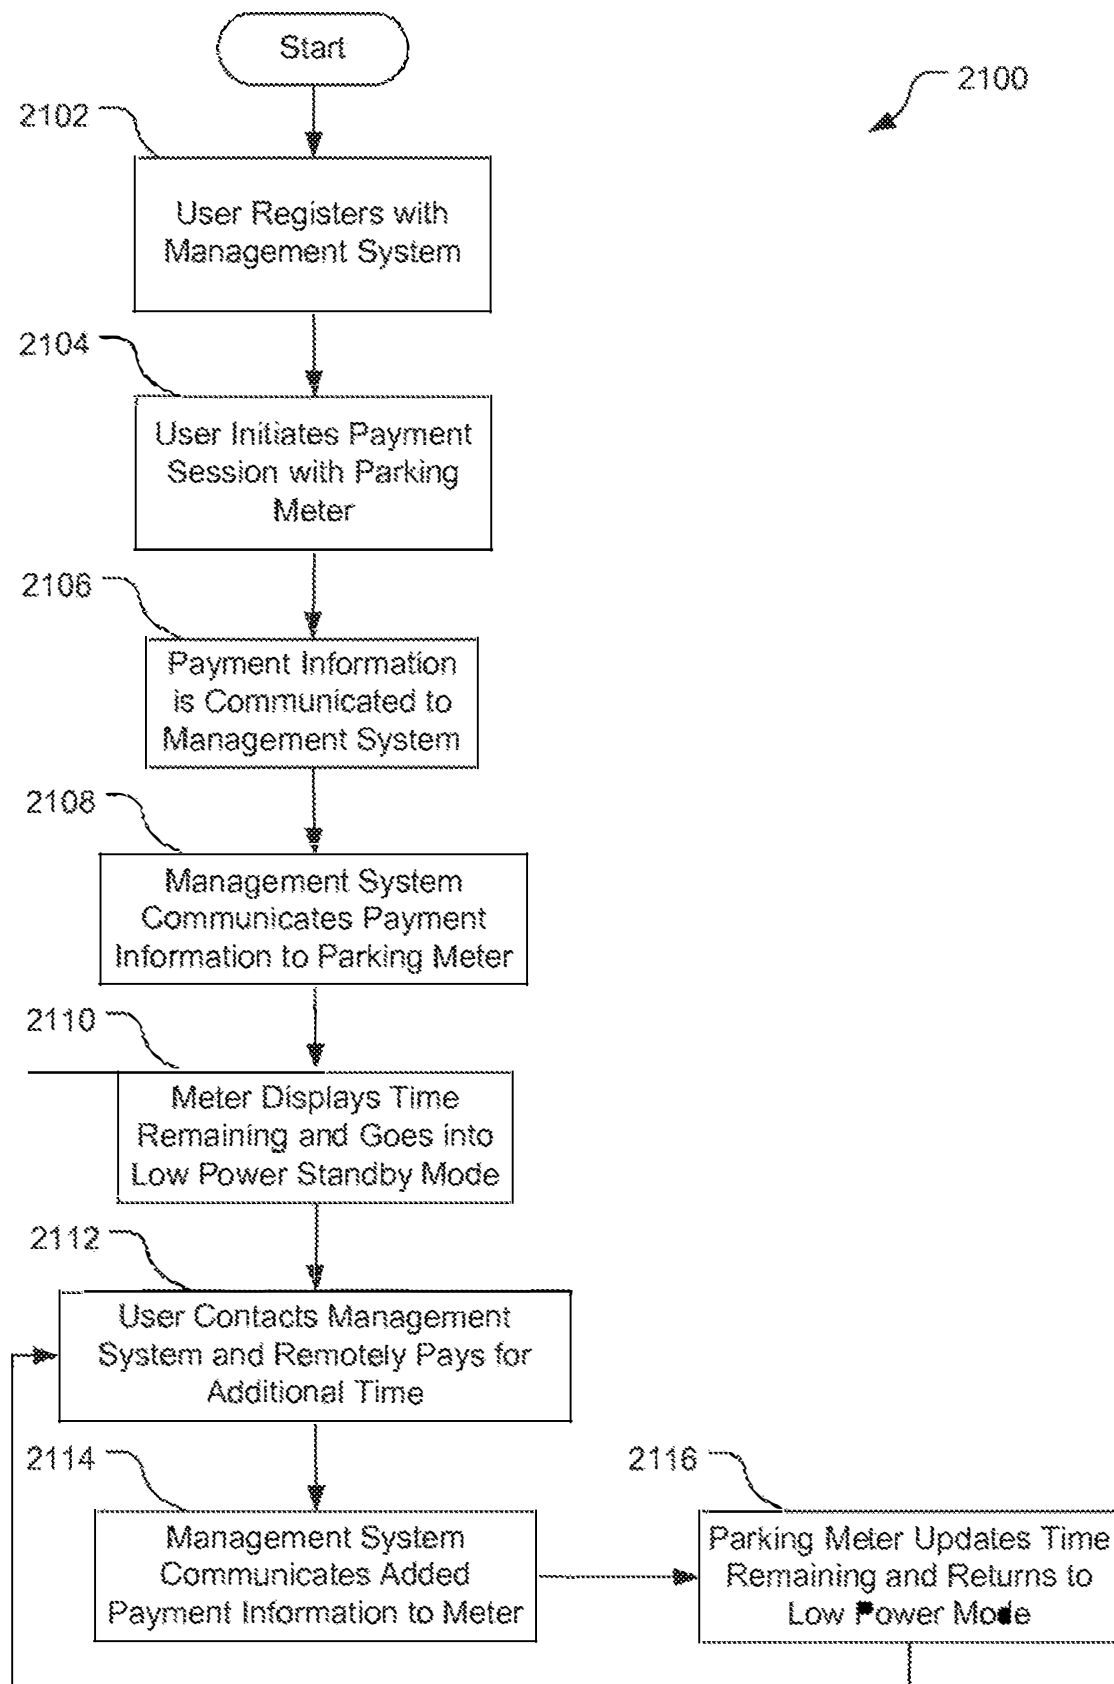 Start
2100
2102
User Registers with
Management System
2104
User Initiates Payment
Session with Parking
Meter
2106
Payment Information
is Communicated to
Management System
2108
Management System
Communicates Payment
Information to Parking Meter
2110
Meter Displays Time
Remaining and Goes into
Low Power Standby Mode
2112
User Contacts Management
System and Remotely Pays for
Additional Time
2114
Management System
Communicates Added
Payment Information to Meter
2116
Parking Meter Updates Time
Remaining and Returns to
Low Power Mode